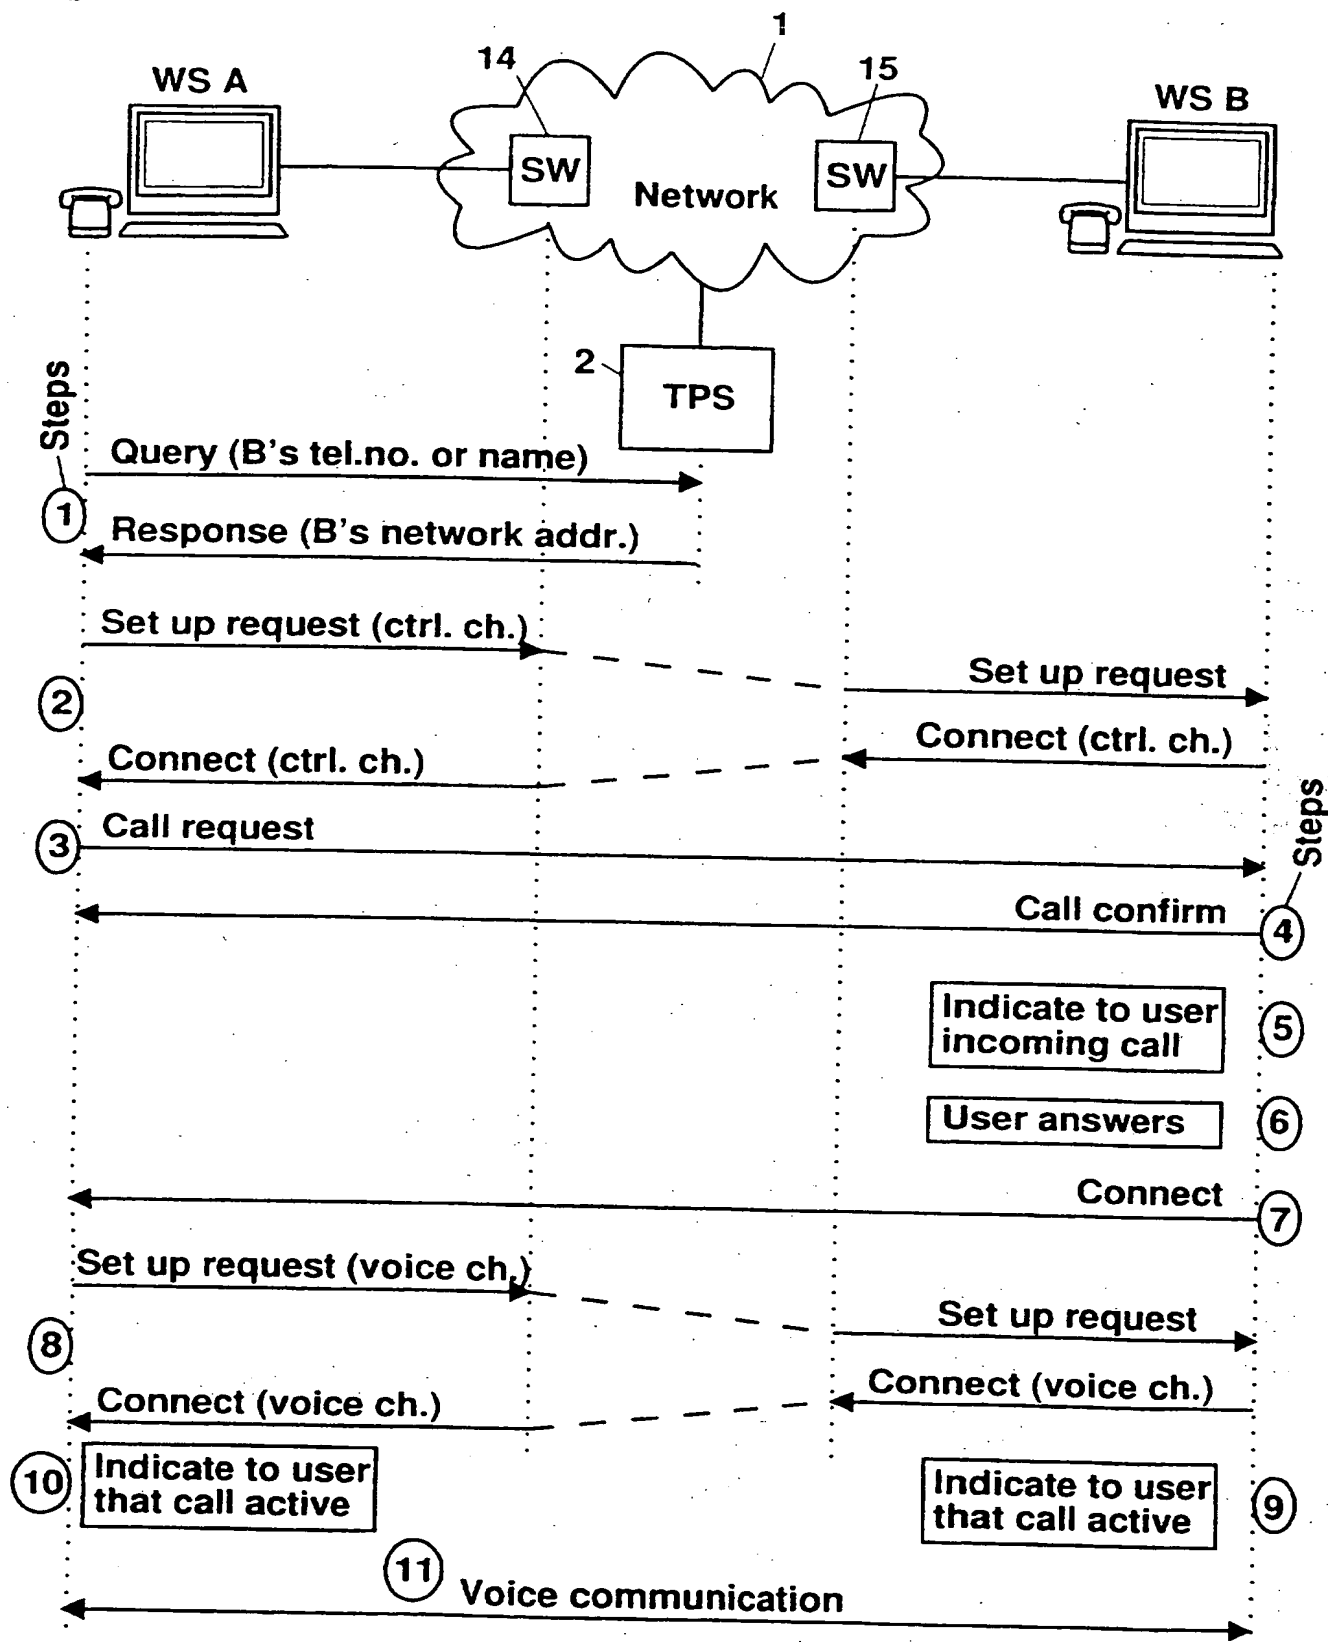 1
14
15
WS A
WS B
SW
SW
Network
2
TPS
Steps
Query (B's tel.no. or name)
1
Response (B's network addr.)
Set up request (ctrl. ch.)
Set up request
2
Connect (ctrl. ch.)
Connect (ctrl. ch.)
Steps
3
Call request
Call confirm
4
Indicate to user
incoming call
5
User answers
6
Connect
7
Set up request (voice ch.)
Set up request
8
Connect (voice ch.)
Connect (voice ch.)
10
Indicate to user
that call active
Indicate to user
that call active
9
11
Voice communication